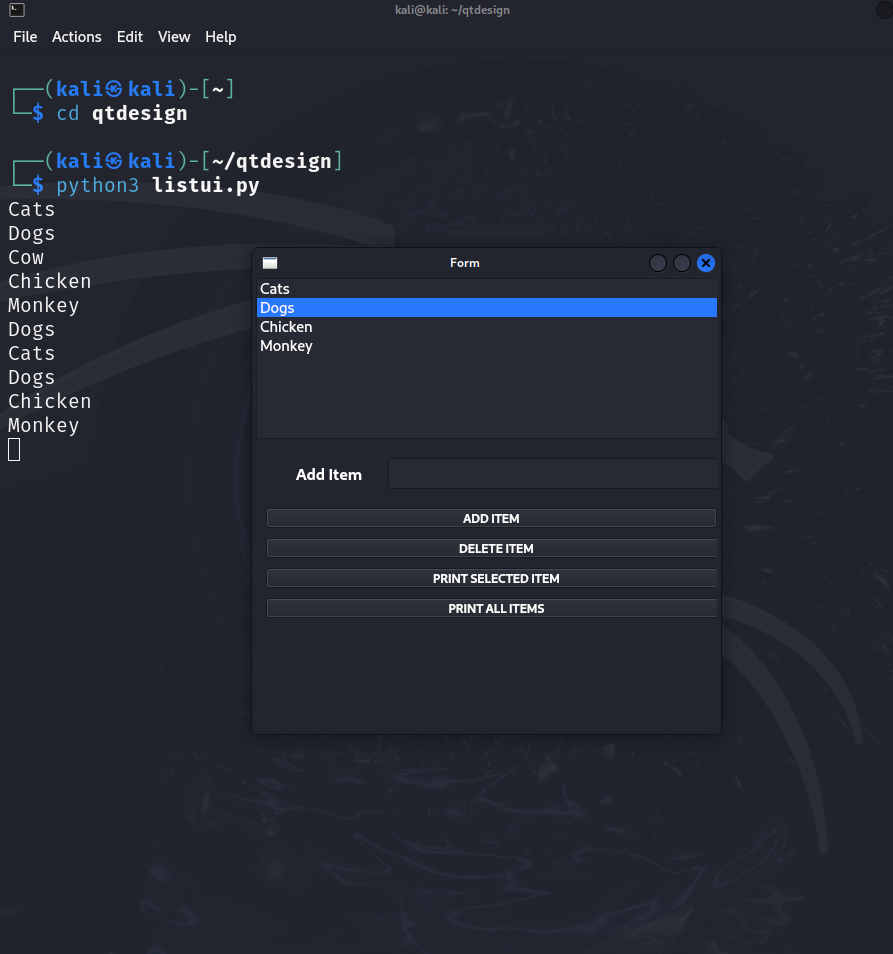 kali@kali: ~/qtdesign
File Actions Edit View Help
┌──(kali㉿kali)-[~]
└─$ cd qtdesign
┌──(kali㉿kali)-[~/qtdesign]
└─$ python3 listui.py
Cats
Dogs
Cow
Chicken
Monkey
Dogs
Cats
Dogs
Chicken
Monkey
Form
Cats
Dogs
Chicken
Monkey
Add Item
ADD ITEM
DELETE ITEM
PRINT SELECTED ITEM
PRINT ALL ITEMS